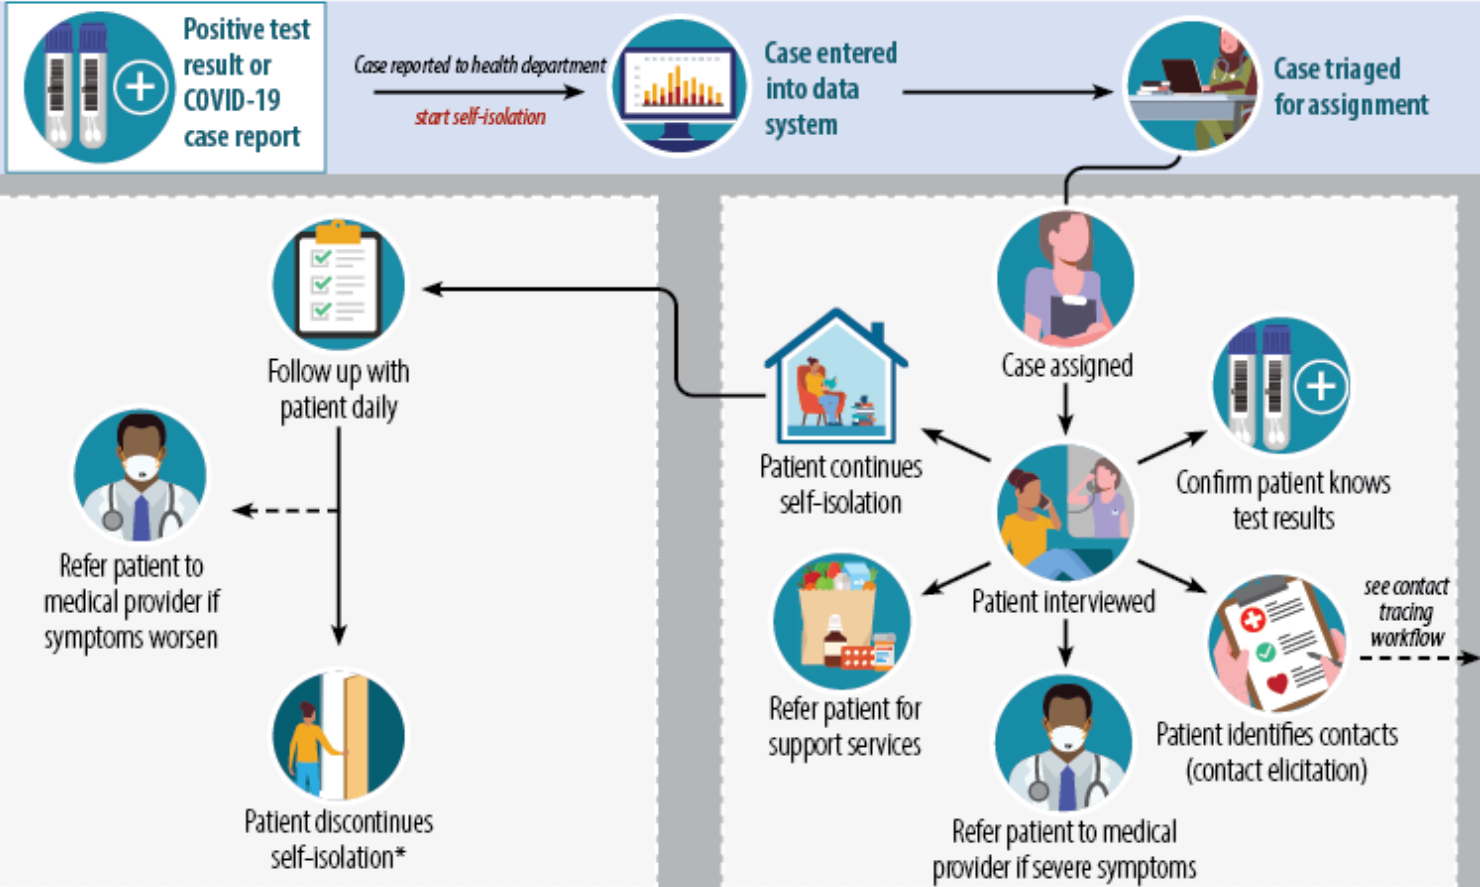 Positive test
result or
COVID-19
case report
Case reported to health department
start self-isolation
Case entered
into data
system
Case triaged
for assignment
Case assigned
Patient interviewed
Confirm patient knows
test results
Patient identifies contacts
(contact elicitation)
see contact
tracing
workflow
Refer patient to medical
provider if severe symptoms
Refer patient for
support services
Patient continues
self-isolation
Follow up with
patient daily
Refer patient to
medical provider if
symptoms worsen
Patient discontinues
self-isolation*